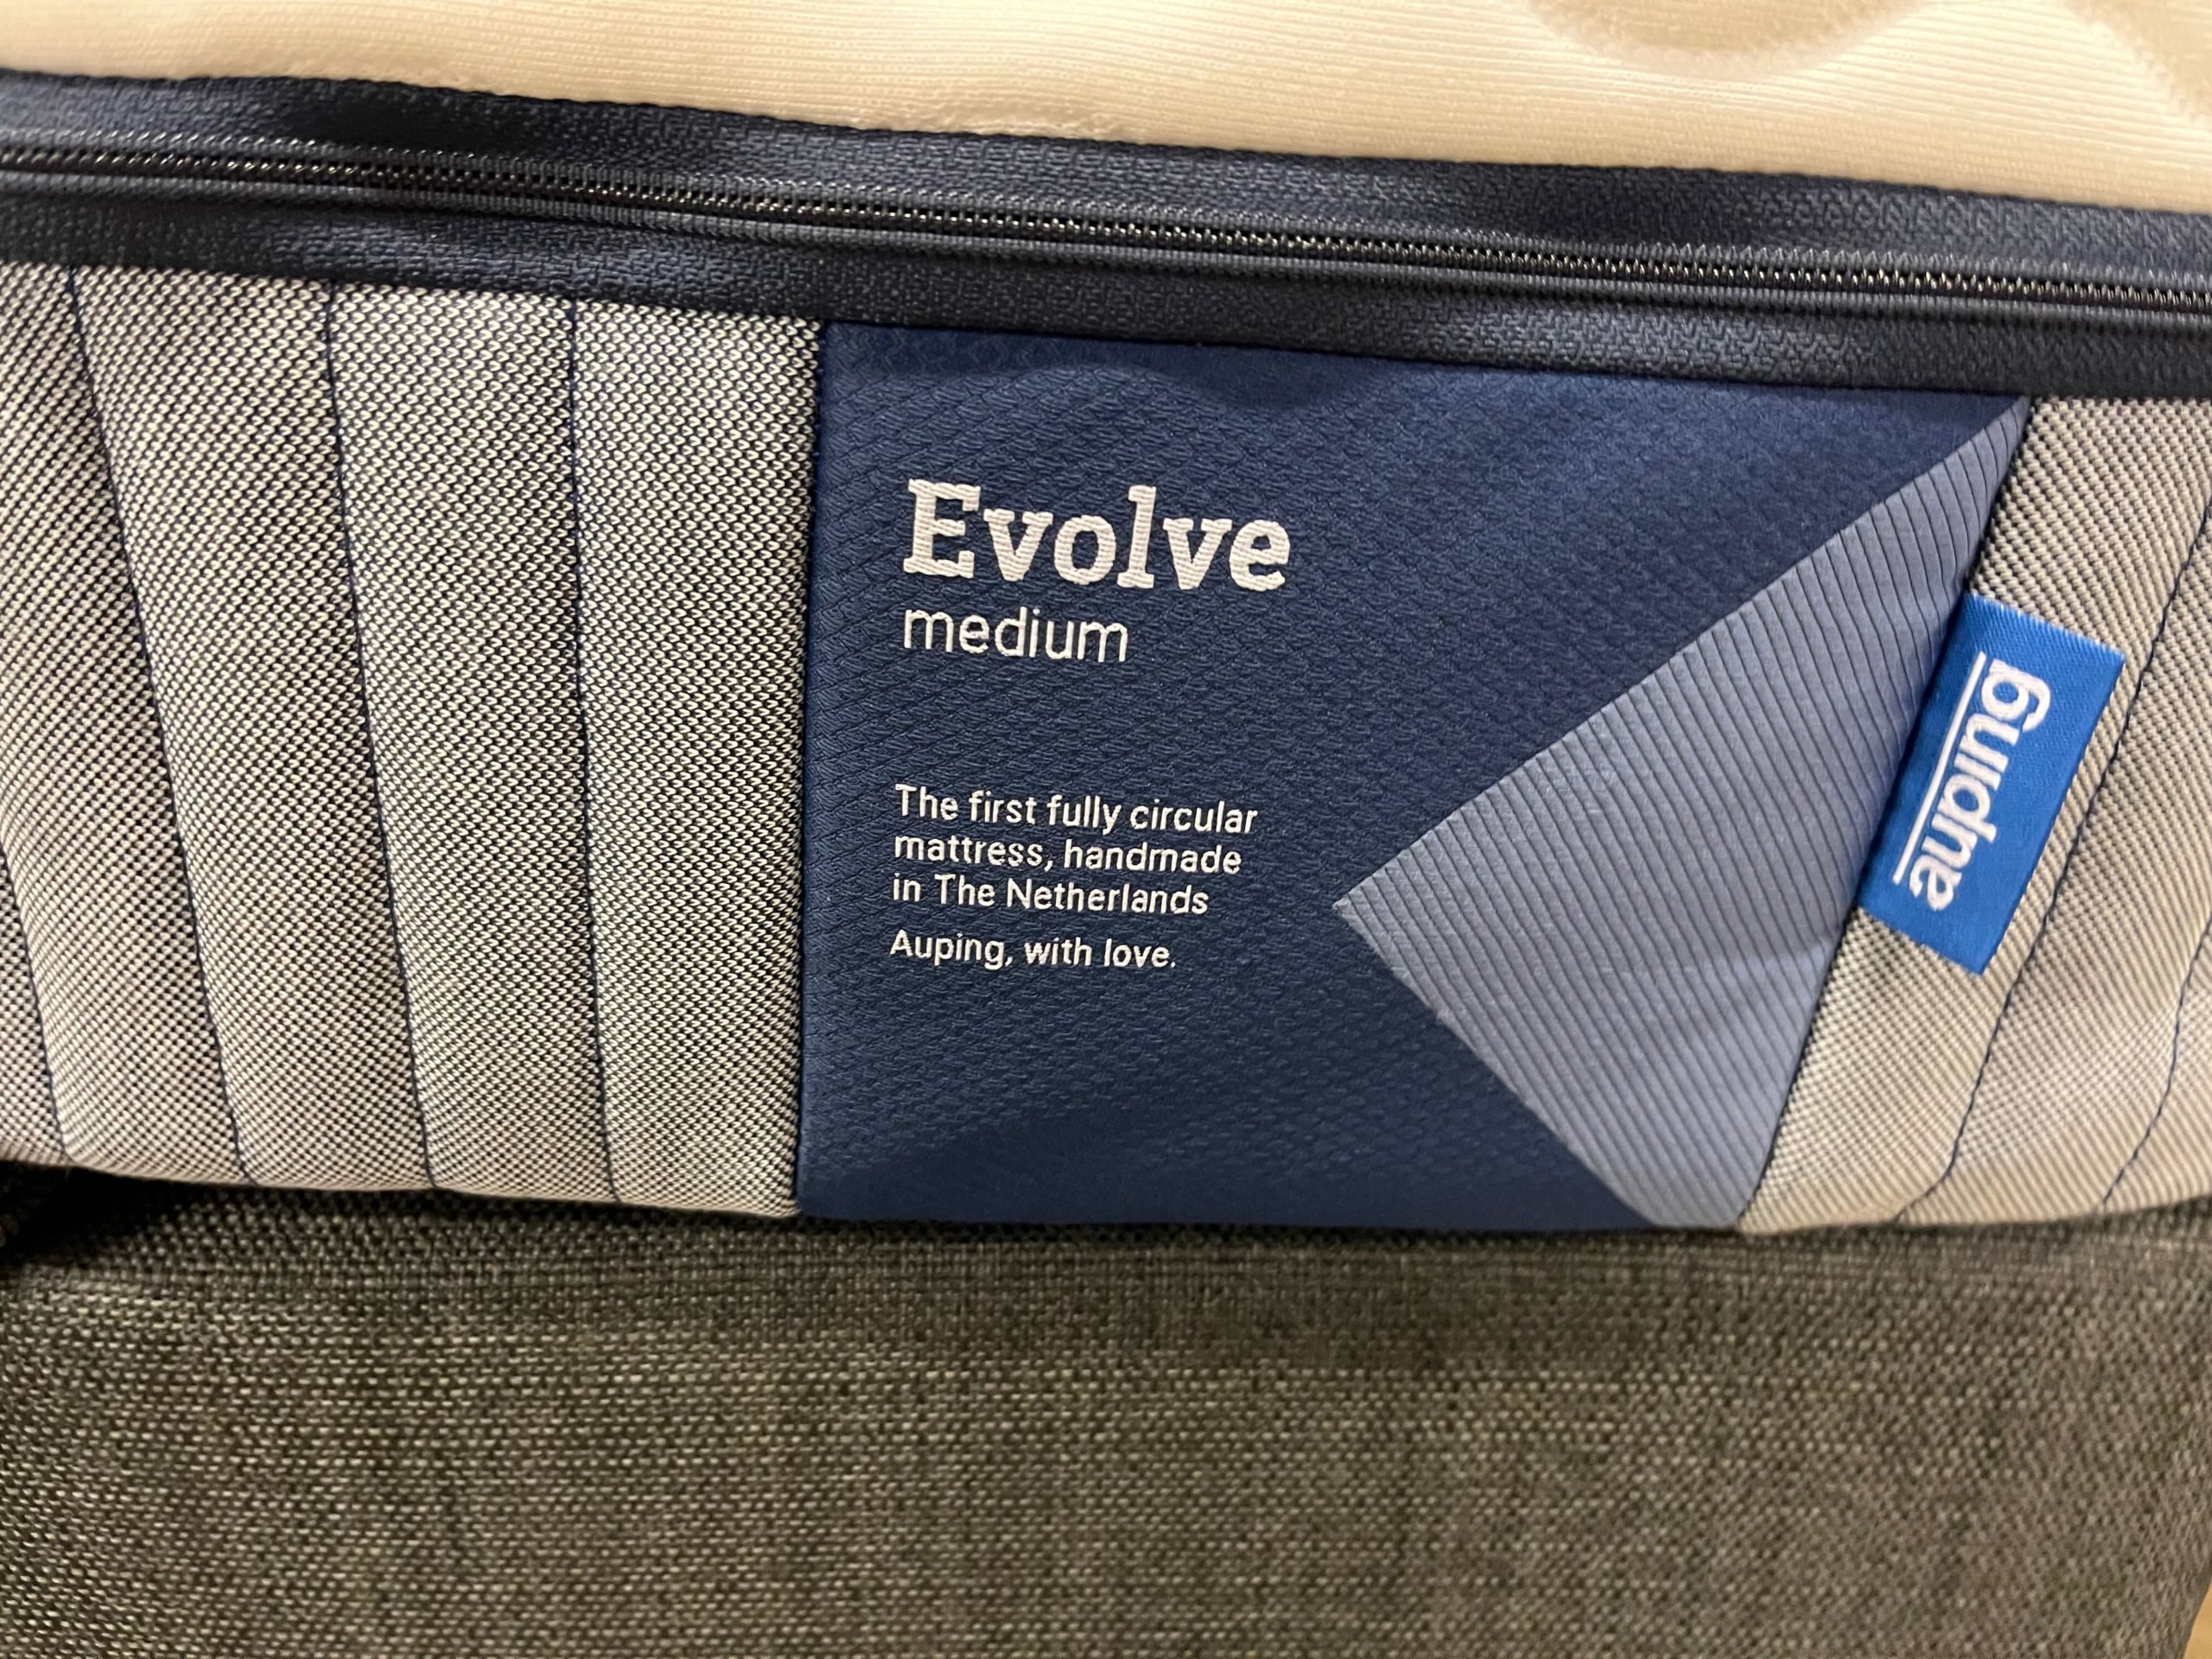 Evolve
medium
The first fully circular
mattress, handmade
in The Netherlands
Auping, with love.
auping